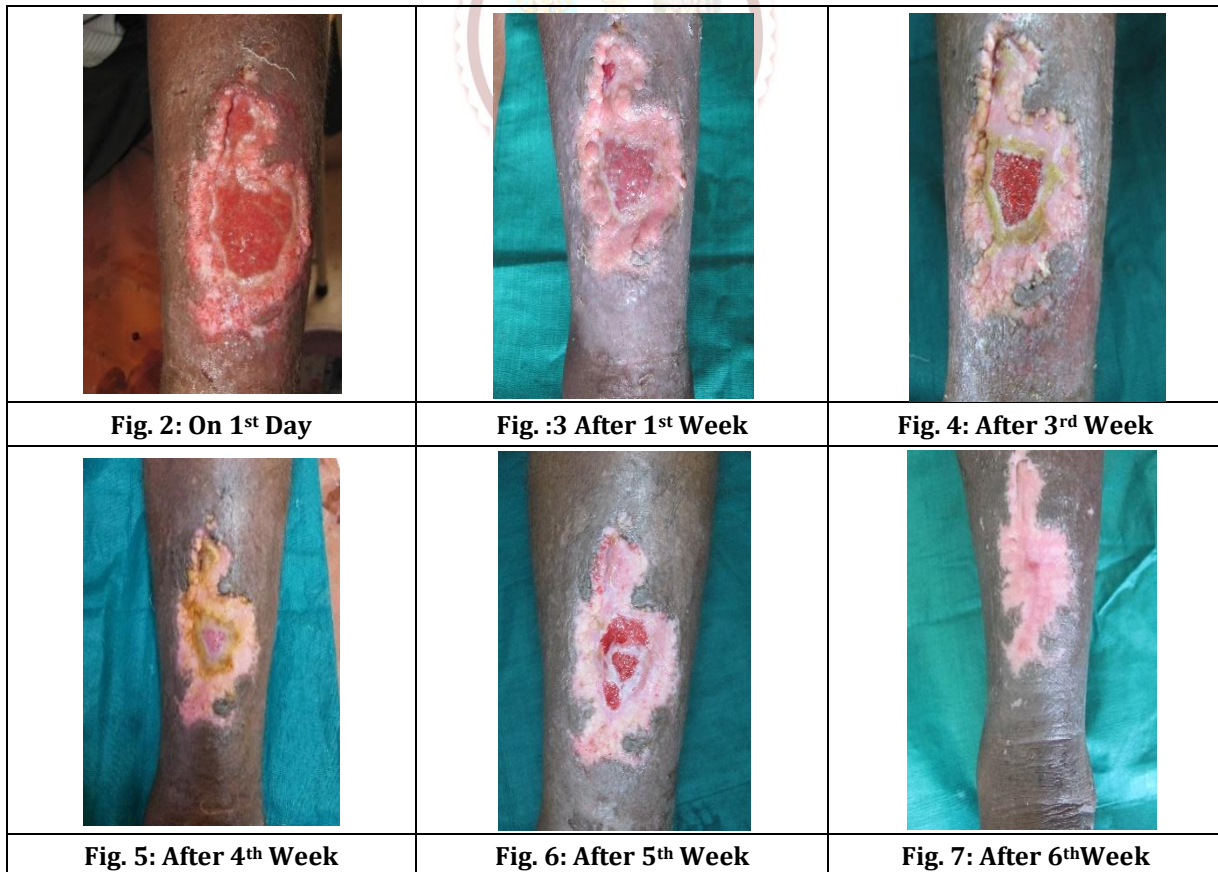 Fig. 2: On 1st Day
Fig. :3 After 1st Week
Fig. 4: After 3rd Week
Fig. 5: After 4th Week
Fig. 6: After 5th Week
Fig. 7: After 6thWeek